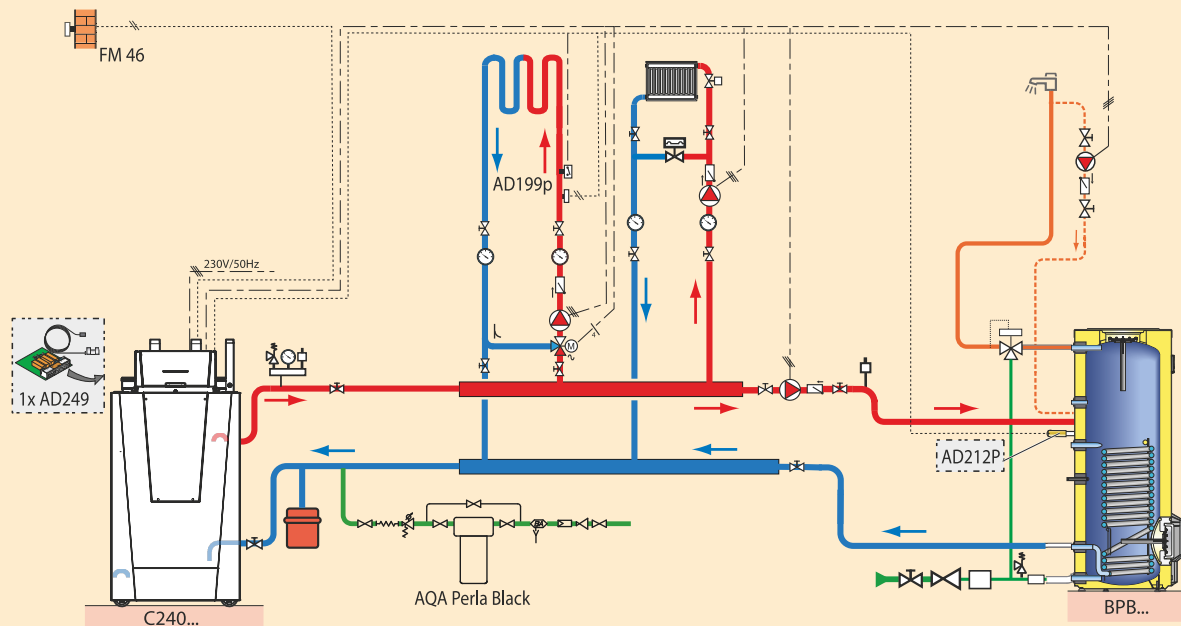 FM 46
AD199p
230V/50Hz
1x AD249
M
AD212P
AQA Perla Black
C240...
BPB...